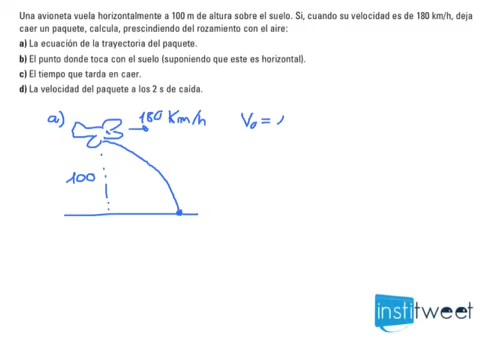 Una avioneta vuela horizontalmente a 100 m de altura sobre el suelo. Si, cuando su velocidad es de 180 km/h, deja
caer un paquete, calcula, prescindiendo del rozamiento con el aire:
a) La ecuación de la trayectoria del paquete.
b) El punto donde toca con el suelo (suponiendo que este es horizontal).
c) El tiempo que tarda en caer.
d) La velocidad del paquete a los 2 s de caída.
a) 180 Km/h V₀ =
100
institweet